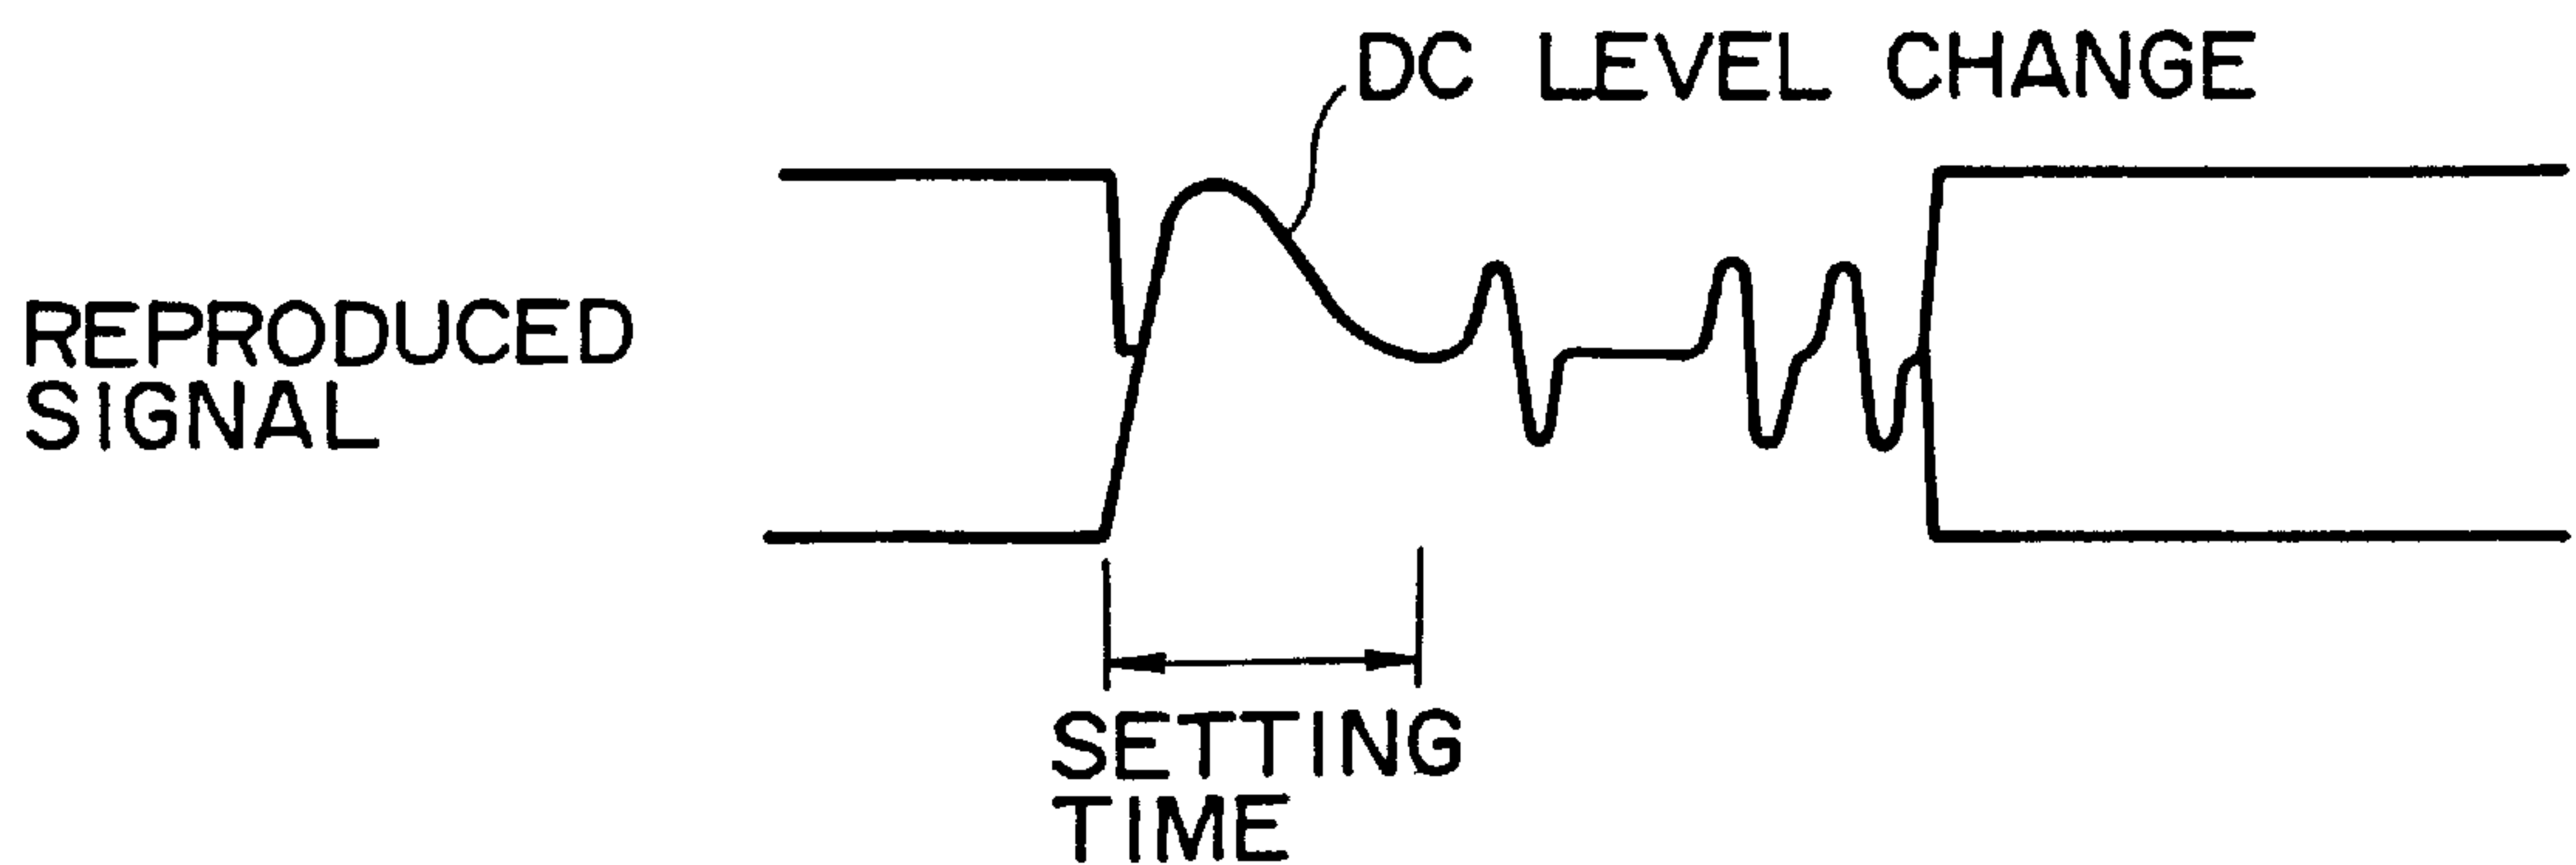 DC LEVEL CHANGE
REPRODUCED
SIGNAL
SETTING
TIME